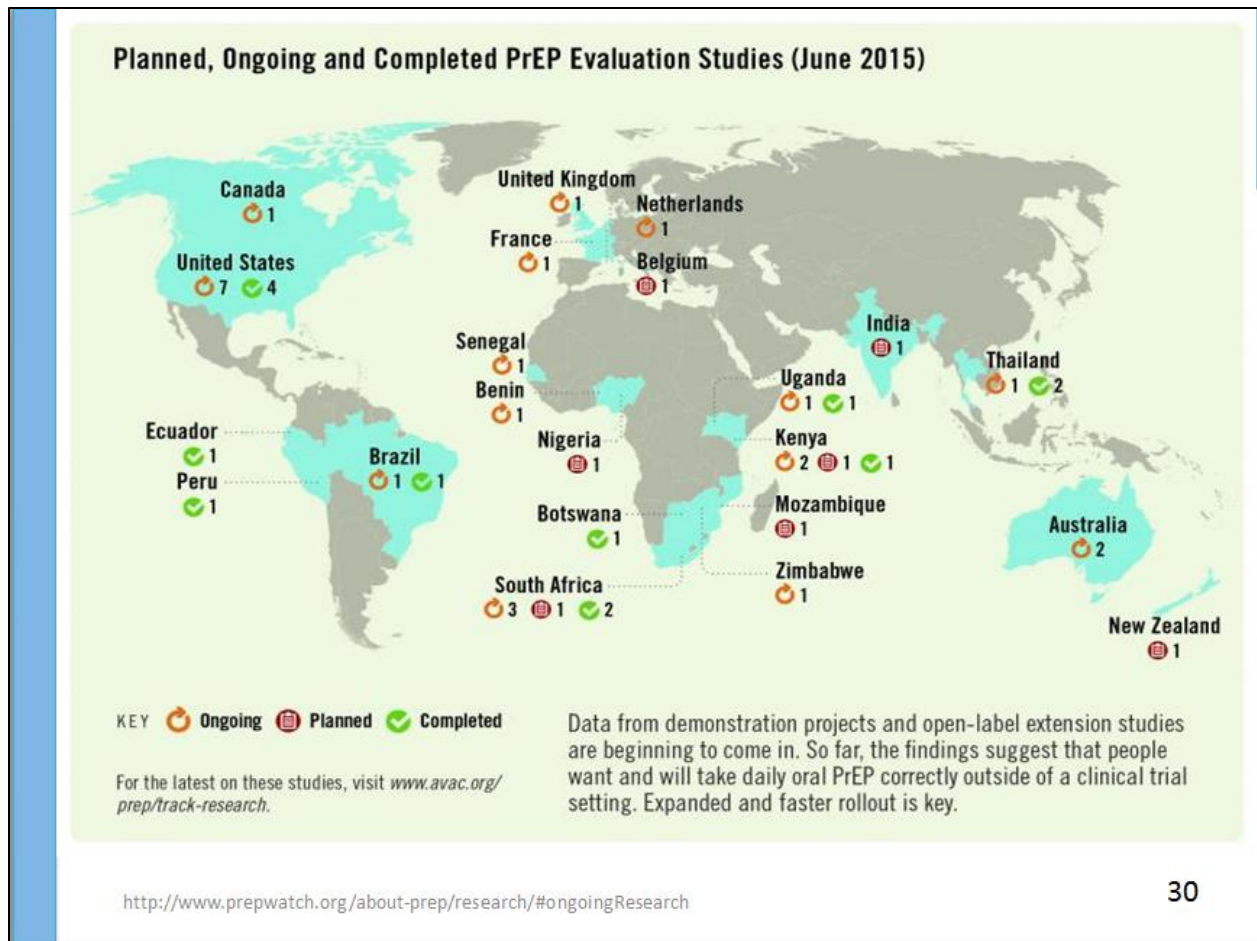 Planned, Ongoing and Completed PrEP Evaluation Studies (June 2015)
Canada
1
United States
7 4
United Kingdom
1
Netherlands
1
France
1
Belgium
1
Senegal
1
Benin
1
Nigeria
1
India
1
Thailand
1 2
Uganda
1 1
Kenya
2 1 1
Ecuador
1
Peru
1
Brazil
1 1
Botswana
1
Mozambique
1
South Africa
3 1 2
Zimbabwe
1
Australia
2
New Zealand
1
KEY Ongoing Planned Completed
For the latest on these studies, visit www.avac.org/
prep/track-research.
Data from demonstration projects and open-label extension studies
are beginning to come in. So far, the findings suggest that people
want and will take daily oral PrEP correctly outside of a clinical trial
setting. Expanded and faster rollout is key.
http://www.prepwatch.org/about-prep/research/#ongoingResearch
30